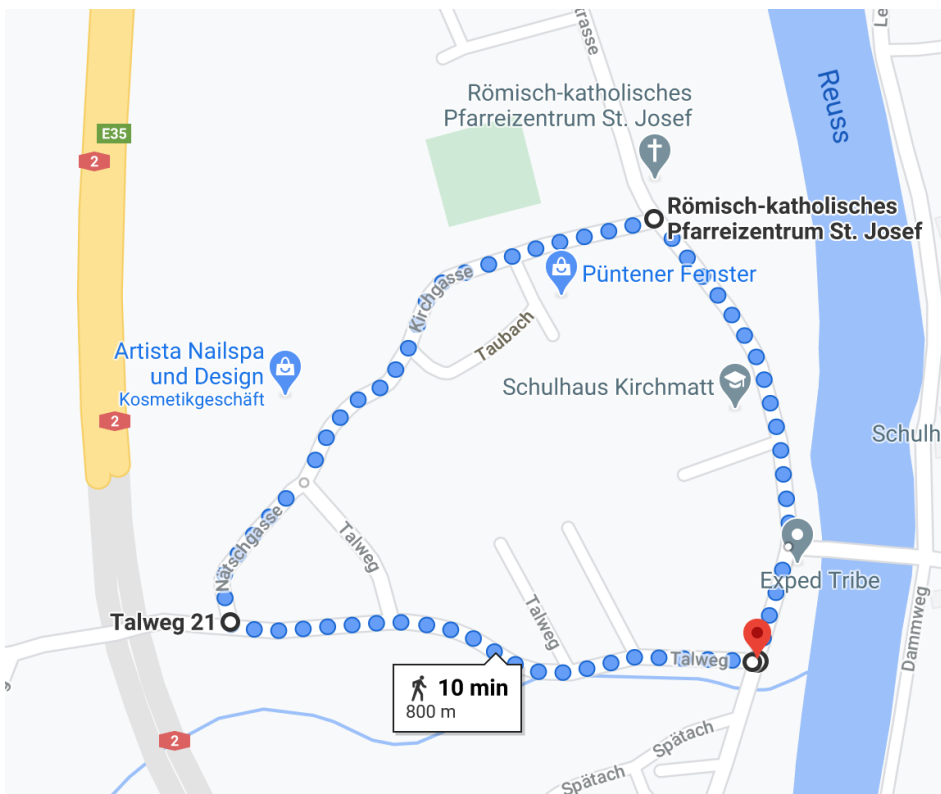 Reuss
Römisch-katholisches
Pfarreizentrum St. Josef
E35
2
Römisch-katholisches
Pfarreizentrum St. Josef
Püntener Fenster
Kirchgasse
Taubach
Artista Nailspa
und Design
Kosmetikgeschäft
Schulhaus Kirchmatt
2
Schulh
Nätschgasse
Talweg
Exped Tribe
Talweg 21
Talweg
Dammweg
Talweg
10 min
800 m
2
Spätach
Spätach